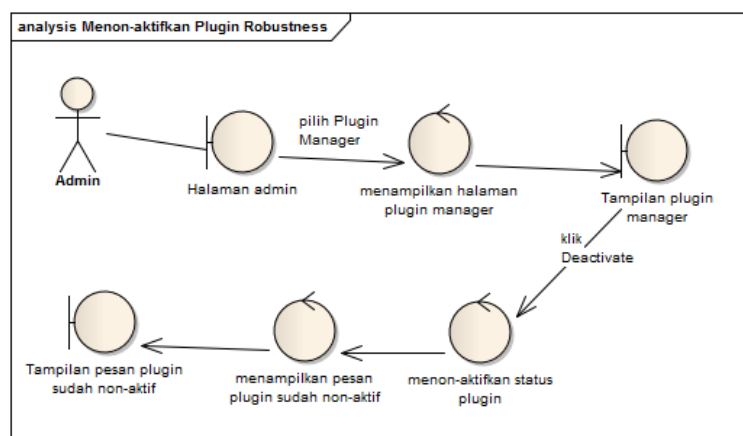 analysis Menon-aktifkan Plugin Robustness
Admin
Halaman admin
pilih Plugin
Manager
menampilkan halaman
plugin manager
Tampilan plugin
manager
klik
Deactivate
menon-aktifkan status
plugin
menampilkan pesan
plugin sudah non-aktif
Tampilan pesan plugin
sudah non-aktif